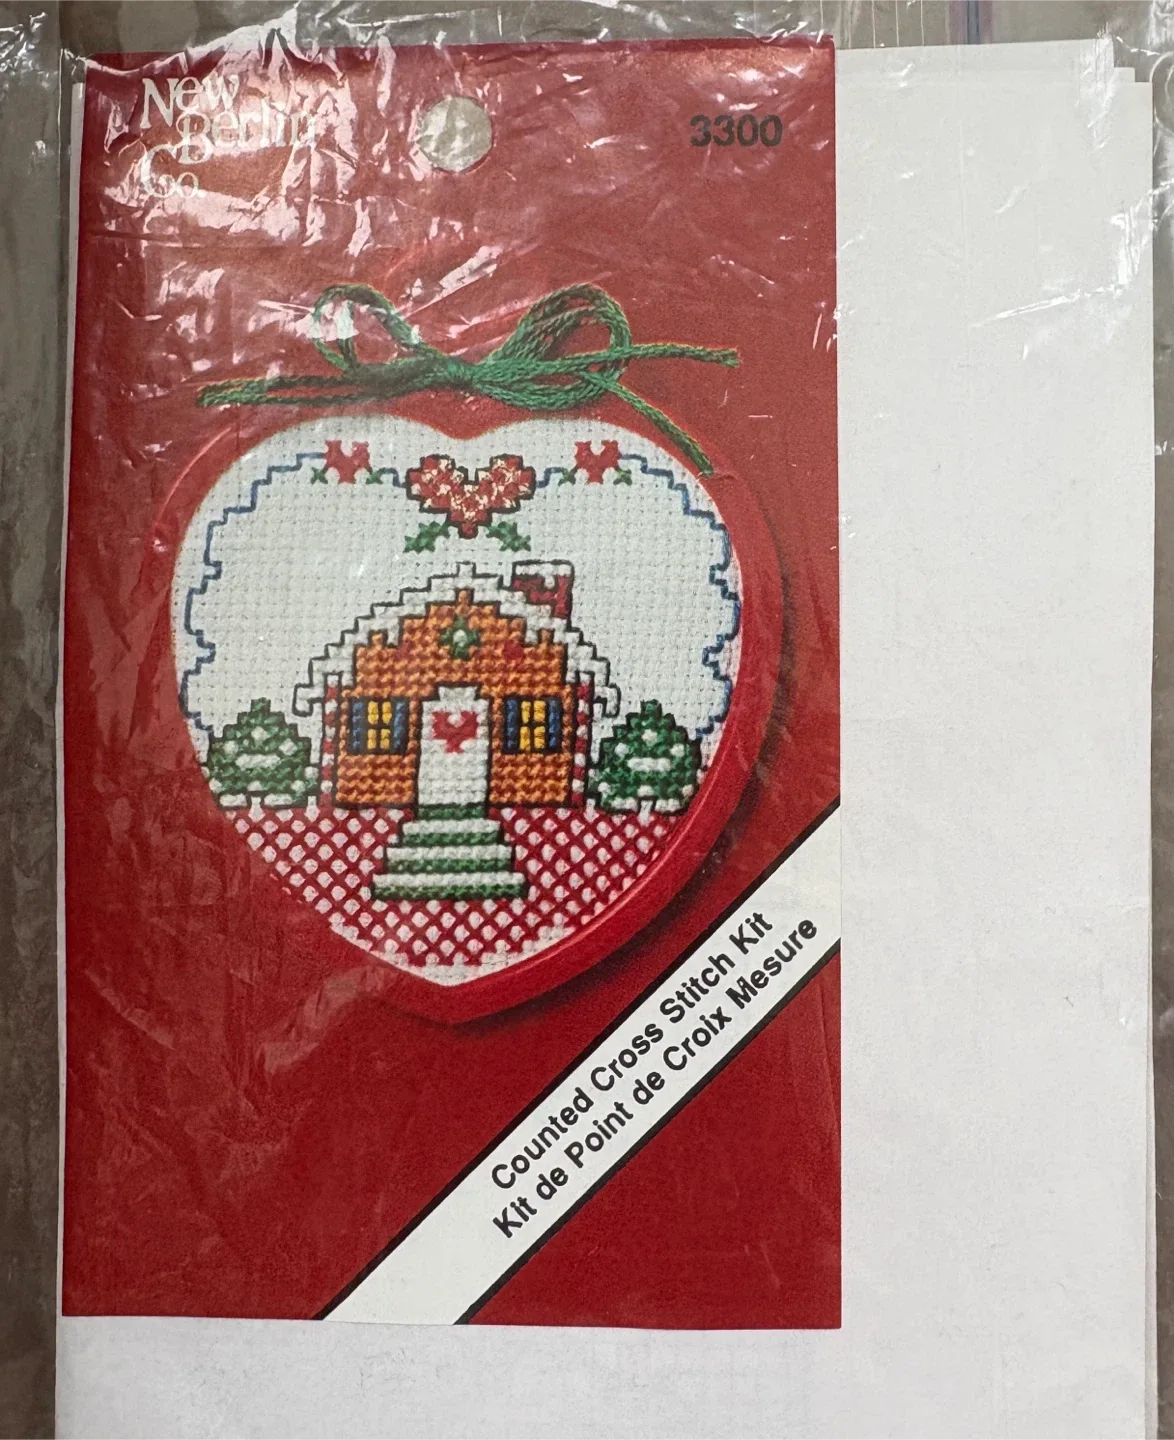 New
Berlin
Co.
3300
Counted Cross Stitch Kit
Kit de Point de Croix Mesure